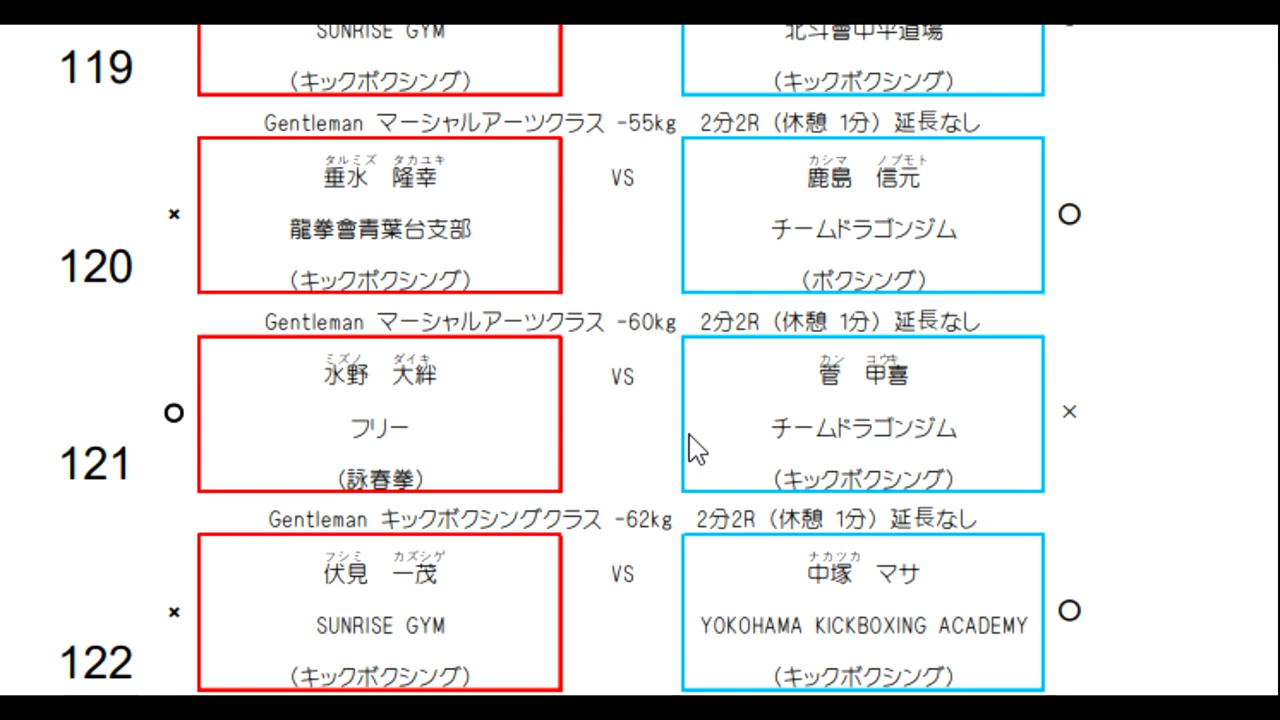 119
SUNRISE GYM
北斗會中平道場
(キックボクシング)
(キックボクシング)
Gentleman マーシャルアーツクラス -55kg 2分2R (休憩 1分) 延長なし
120
×
タルミズ タカユキ
垂水 隆幸
龍拳會青葉台支部
(キックボクシング)
VS
カシマ ノブモト
鹿島 信元
チームドラゴンジム
(ボクシング)
○
Gentleman マーシャルアーツクラス -60kg 2分2R (休憩 1分) 延長なし
121
○
ミズノ ダイキ
水野 大絆
フリー
(詠春拳)
VS
カン コウキ
菅 甲喜
チームドラゴンジム
(キックボクシング)
×
Gentleman キックボクシングクラス -62kg 2分2R (休憩 1分) 延長なし
122
×
フシミ カズシゲ
伏見 一茂
SUNRISE GYM
(キックボクシング)
VS
ナカツカ
中塚 マサ
YOKOHAMA KICKBOXING ACADEMY
(キックボクシング)
○